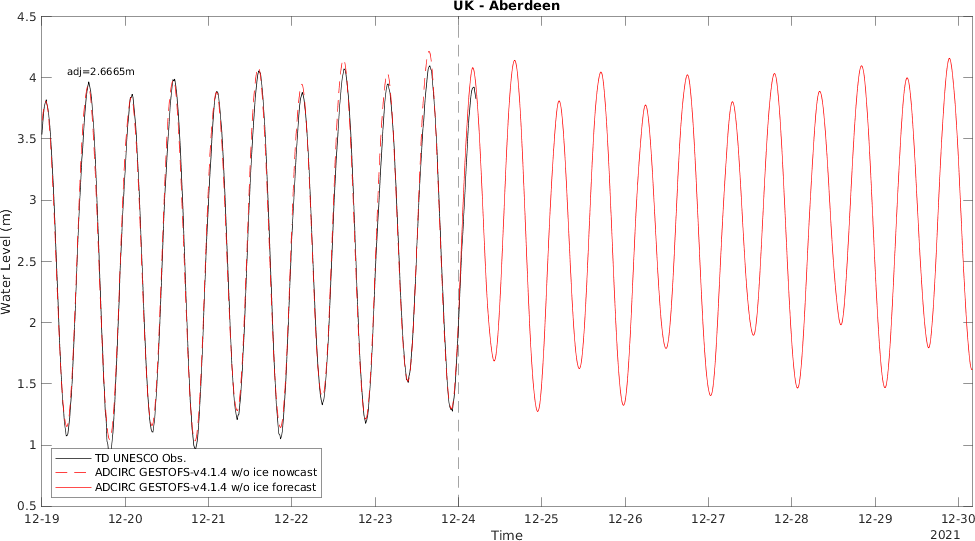 UK - Aberdeen
4.5
4
3.5
3
2.5
2
1.5
1
0.5
Water Level (m)
adj=2.6665m
TD UNESCO Obs.
ADCIRC GESTOFS-v4.1.4 w/o ice nowcast
ADCIRC GESTOFS-v4.1.4 w/o ice forecast
12-19 12-20 12-21 12-22 12-23 12-24 12-25 12-26 12-27 12-28 12-29 12-30
Time
2021